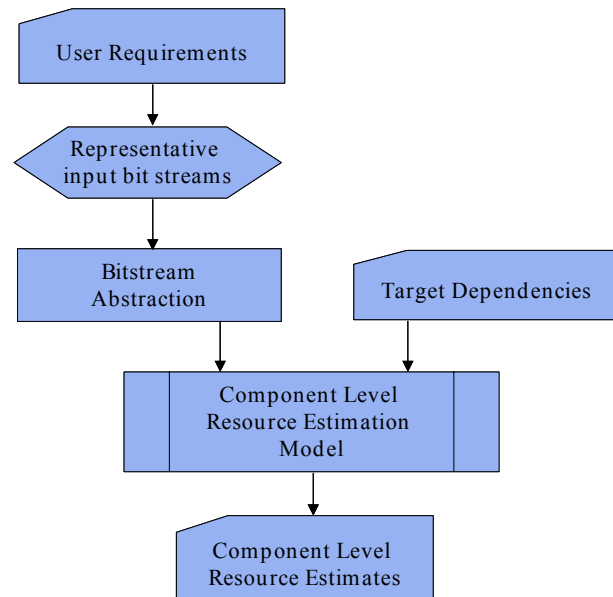 User Requirements
Representative
input bit streams
Bitstream
Abstraction
Target Dependencies
Component Level
Resource Estimation
Model
Component Level
Resource Estimates